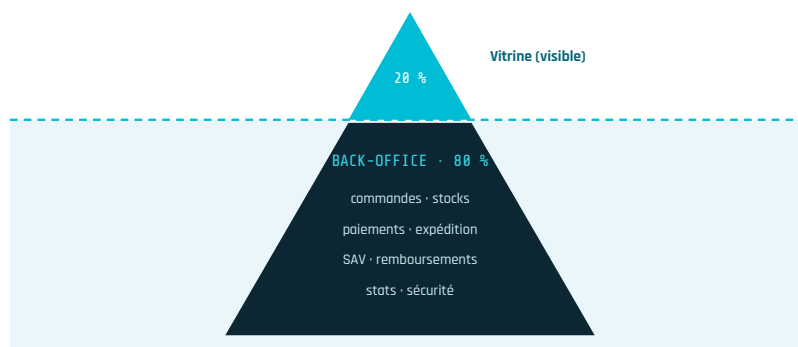 Vitrine (visible)
20 %
BACK-OFFICE · 80 %
commandes · stocks
paiements · expédition
SAV · remboursements
stats · sécurité